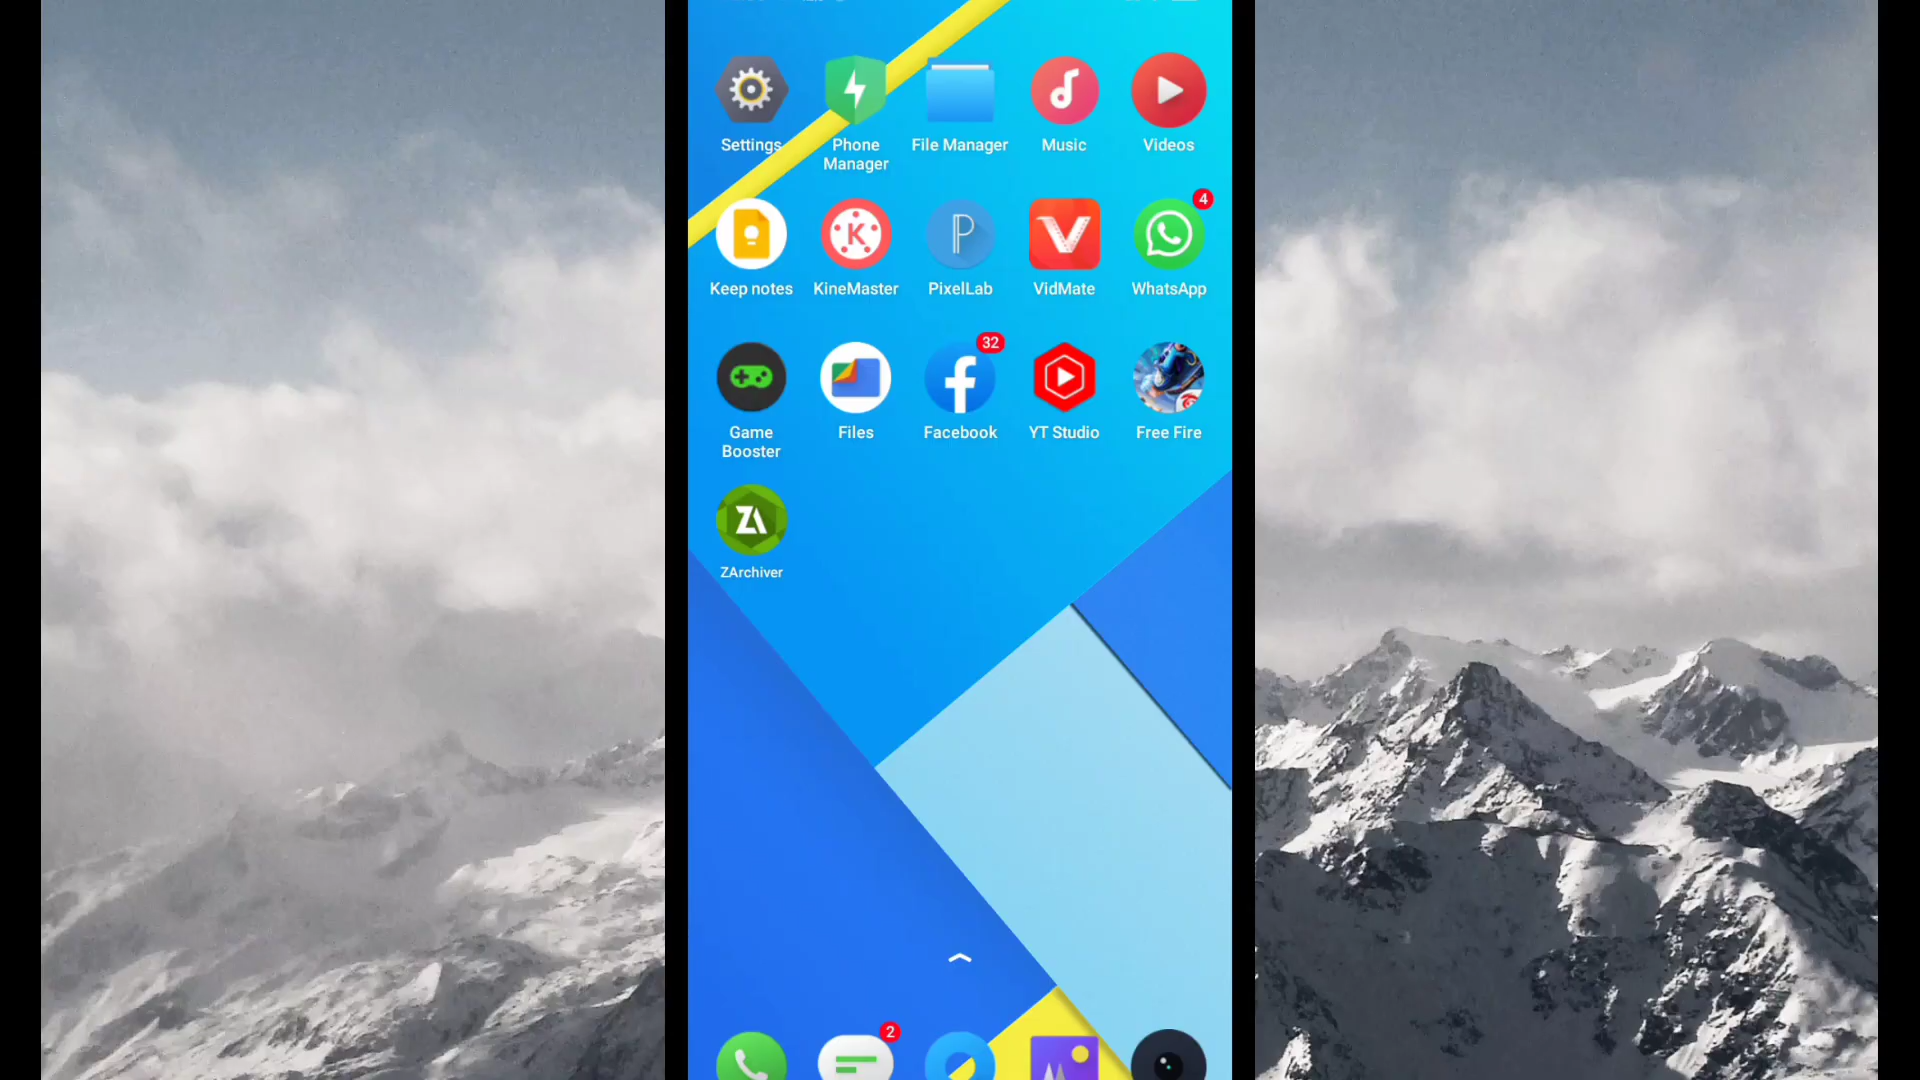 Settings
Phone
Manager
File Manager
Music
Videos
Keep notes
KineMaster
PixelLab
VidMate
4
WhatsApp
Game
Booster
Files
32
Facebook
YT Studio
Free Fire
ZA
ZArchiver
2